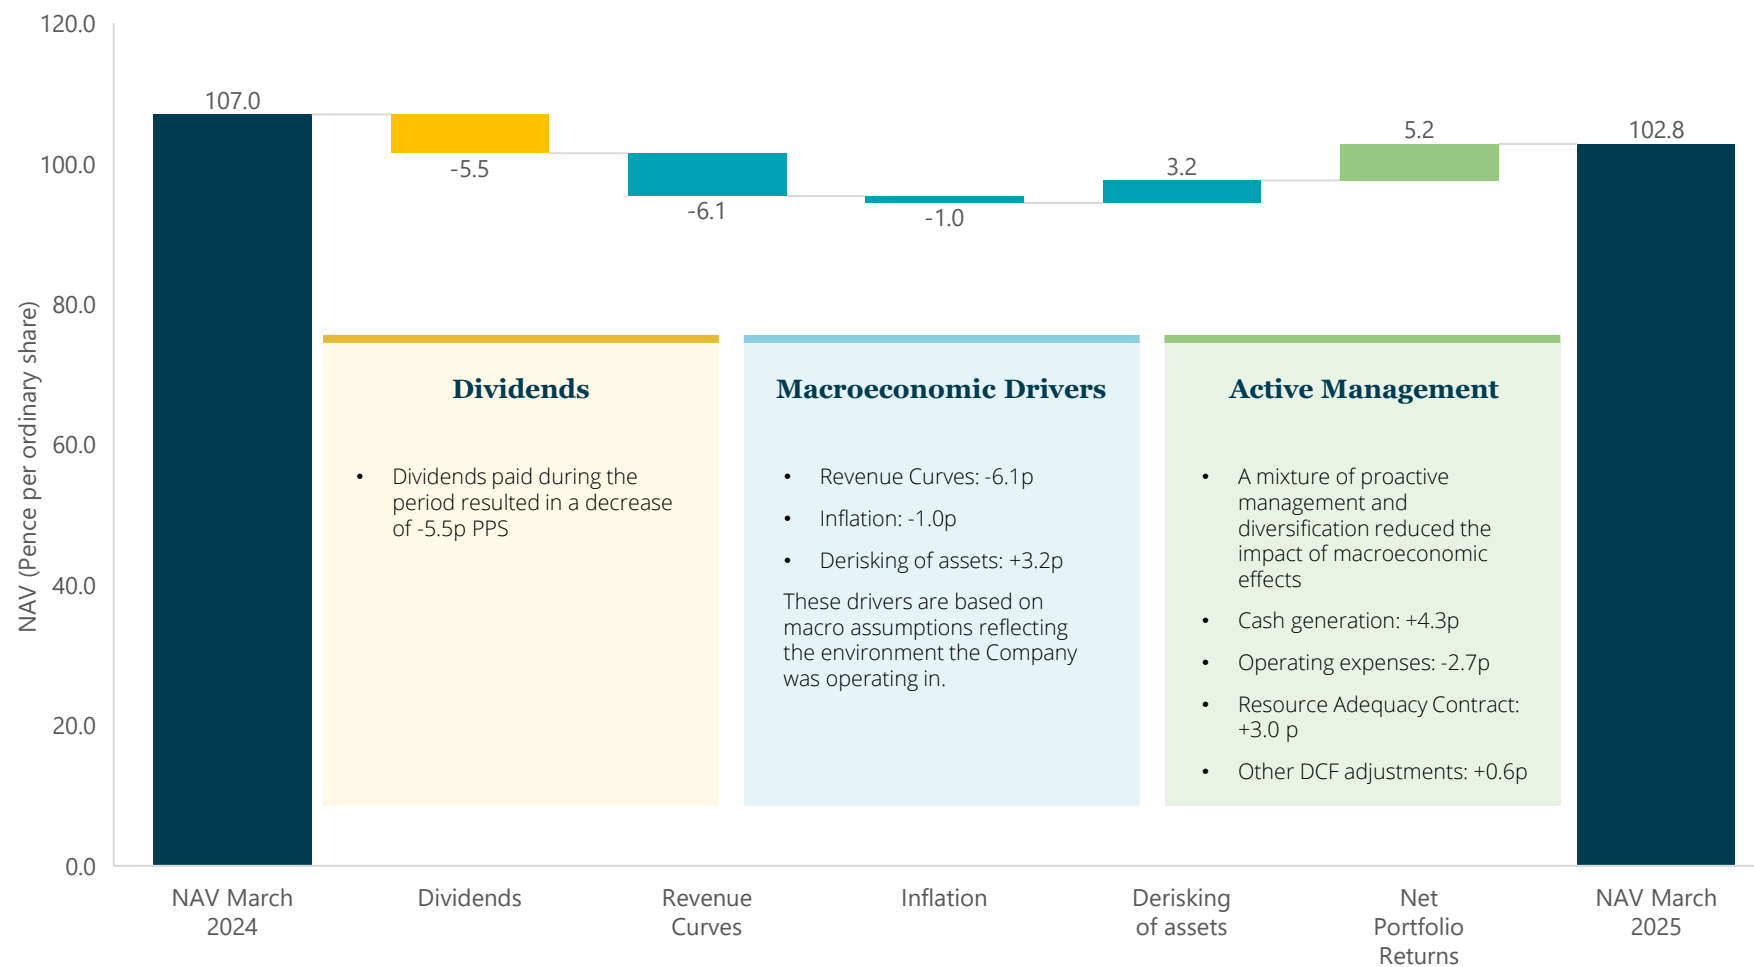 120.0
100.0
80.0
60.0
40.0
20.0
0.0
NAV (Pence per ordinary share)
107.0
-5.5
-6.1
-1.0
3.2
5.2
102.8
Dividends
• Dividends paid during the
period resulted in a decrease
of -5.5p PPS
Macroeconomic Drivers
• Revenue Curves: -6.1p
• Inflation: -1.0p
• Derisking of assets: +3.2p
These drivers are based on
macro assumptions reflecting
the environment the Company
was operating in.
Active Management
• A mixture of proactive
management and
diversification reduced the
impact of macroeconomic
effects
• Cash generation: +4.3p
• Operating expenses: -2.7p
• Resource Adequacy Contract:
+3.0 p
• Other DCF adjustments: +0.6p
NAV March
2024
Dividends
Revenue
Curves
Inflation
Derisking
of assets
Net
Portfolio
Returns
NAV March
2025